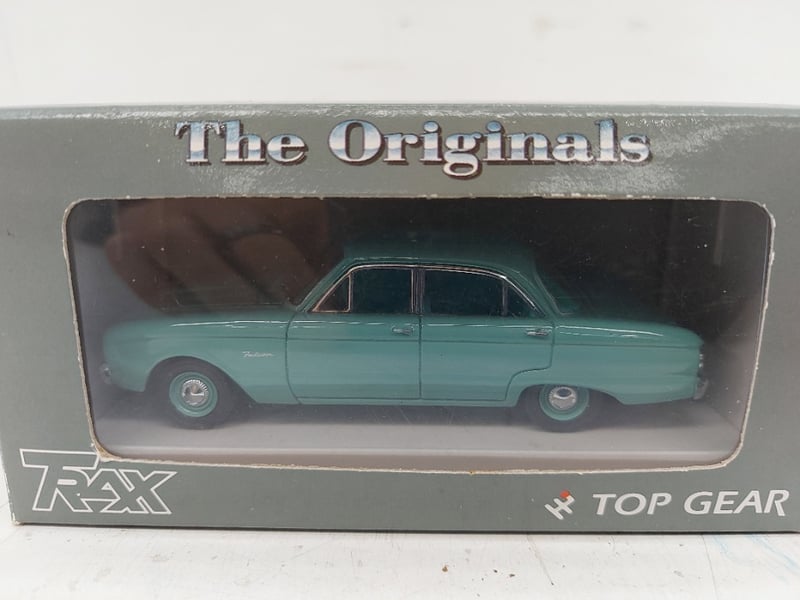 The Originals
Falcon
TRAX
TOP GEAR